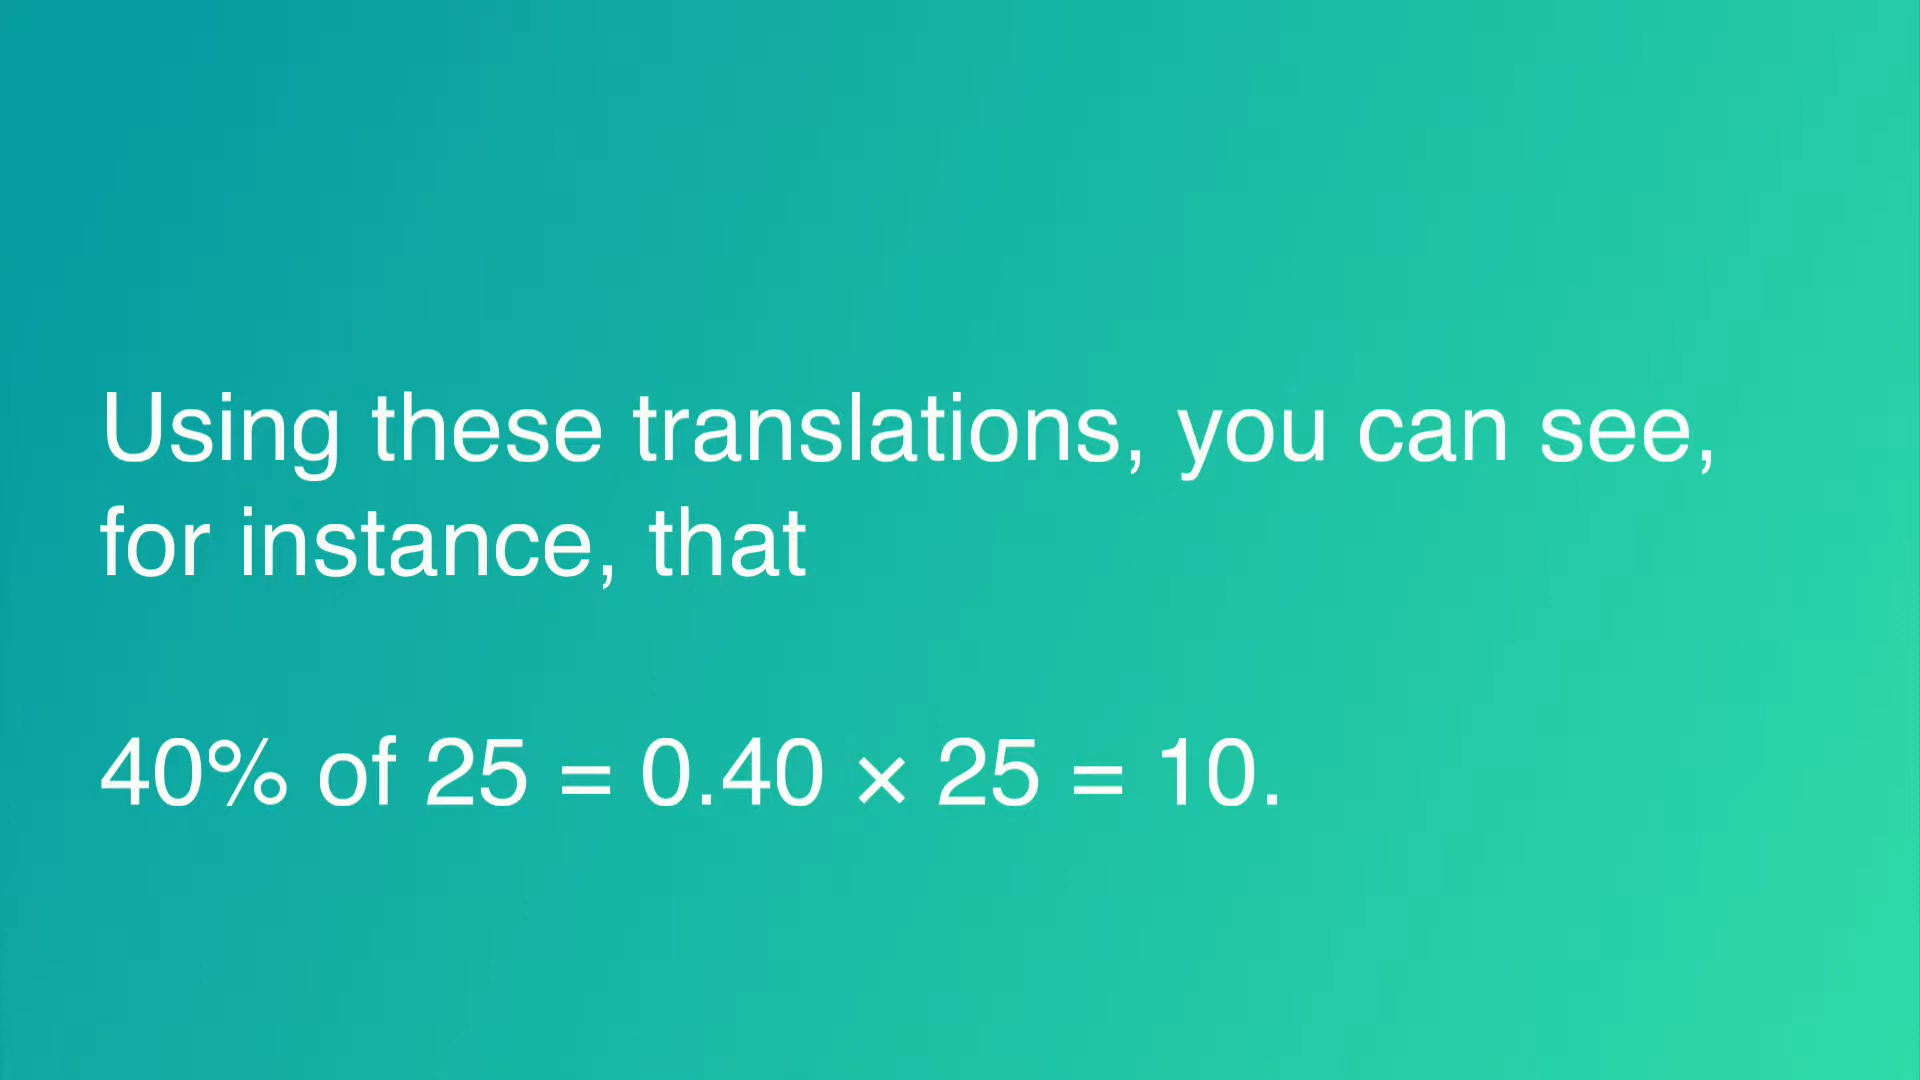 Using these translations, you can see,
for instance, that
40% of 25 = 0.40 × 25 = 10.